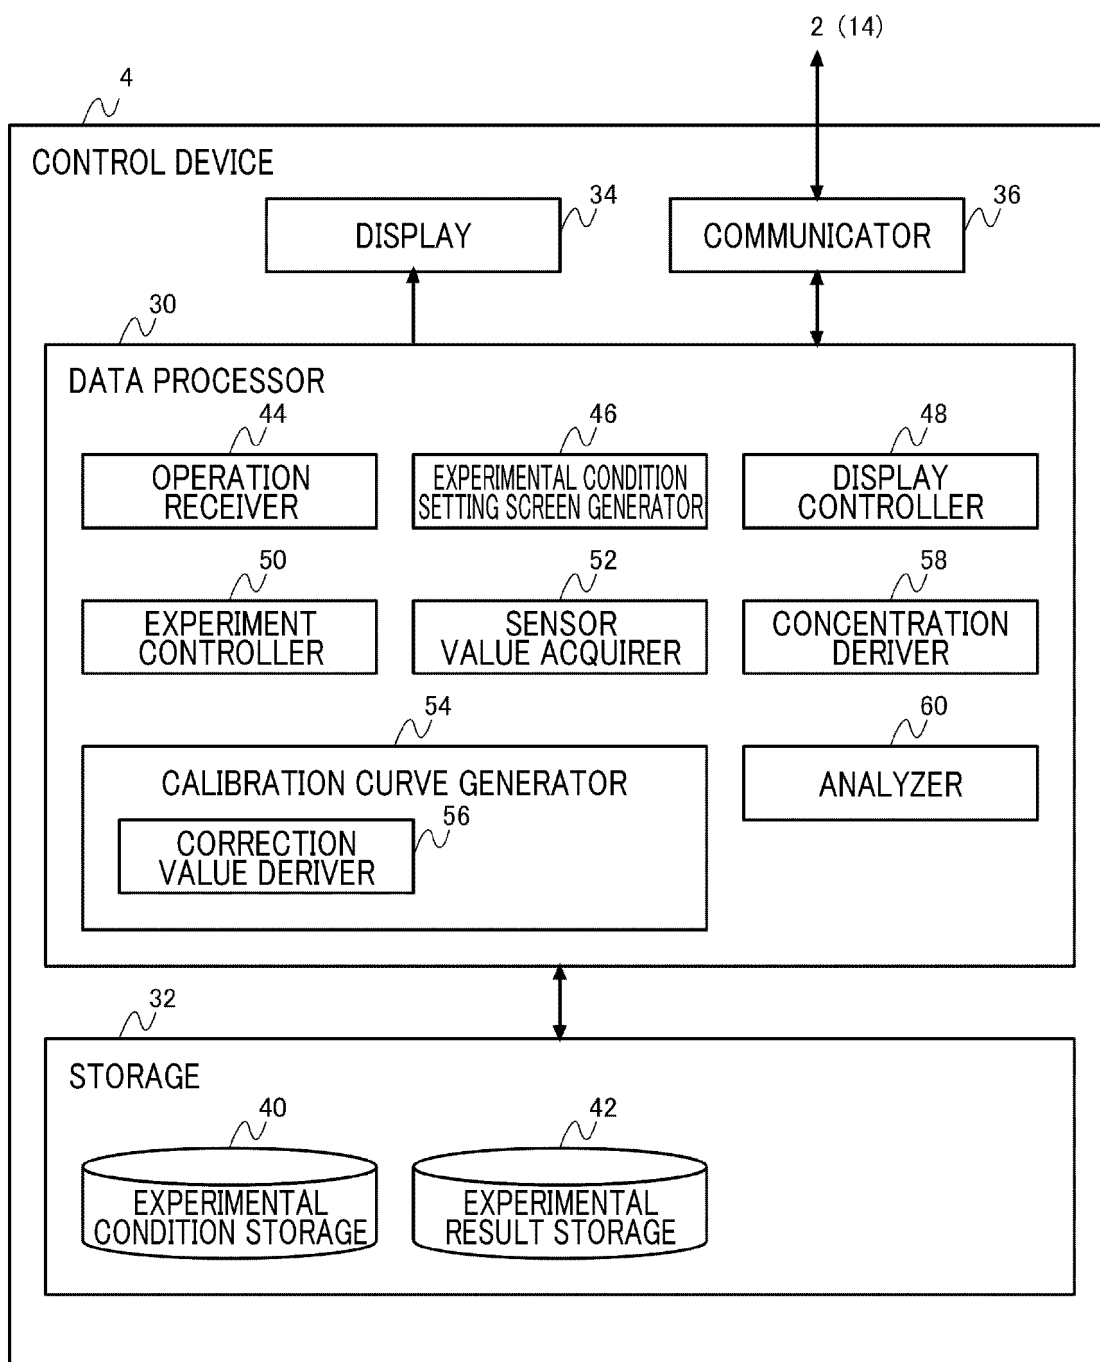 2 (14)
4
CONTROL DEVICE
34
DISPLAY
36
COMMUNICATOR
30
DATA PROCESSOR
44
OPERATION
RECEIVER
46
EXPERIMENTAL CONDITION
SETTING SCREEN GENERATOR
48
DISPLAY
CONTROLLER
50
EXPERIMENT
CONTROLLER
52
SENSOR
VALUE ACQUIRER
58
CONCENTRATION
DERIVER
54
CALIBRATION CURVE GENERATOR
56
CORRECTION
VALUE DERIVER
60
ANALYZER
32
STORAGE
40
EXPERIMENTAL
CONDITION STORAGE
42
EXPERIMENTAL
RESULT STORAGE